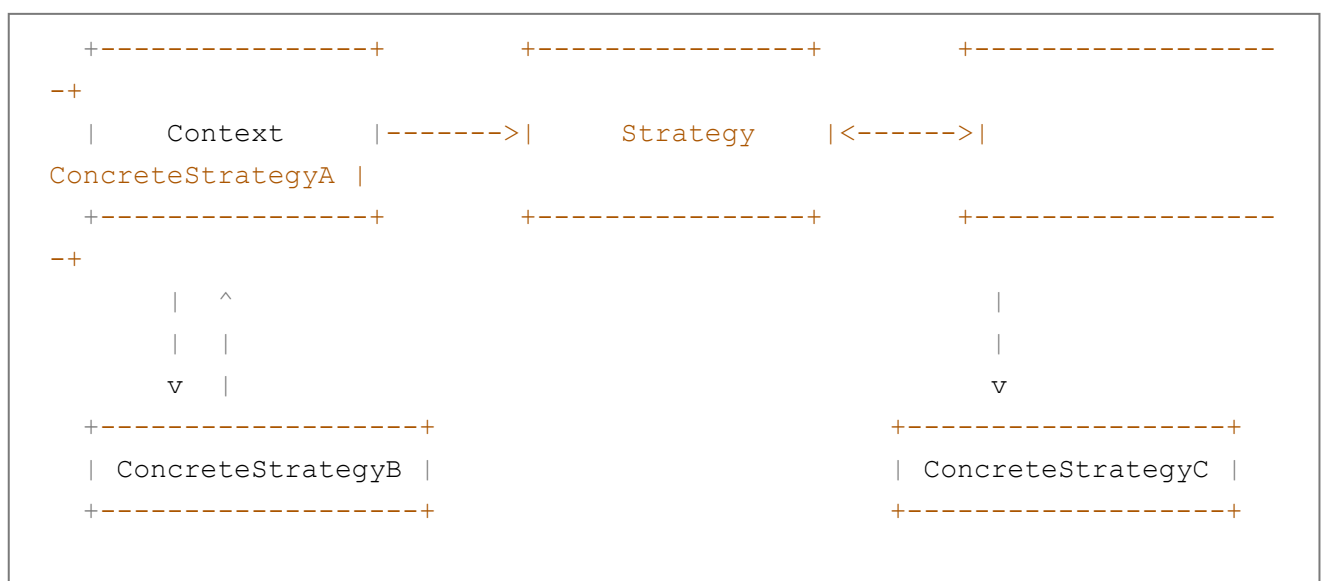 +----------------+ +---------------+ +------------------
-+
| Context |------->| Strategy |<------>|
ConcreteStrategyA |
+----------------+ +---------------+ +------------------
-+
| ^ |
| | |
v | v
+-------------------+ +-------------------+
| ConcreteStrategyB | | ConcreteStrategyC |
+-------------------+ +-------------------+